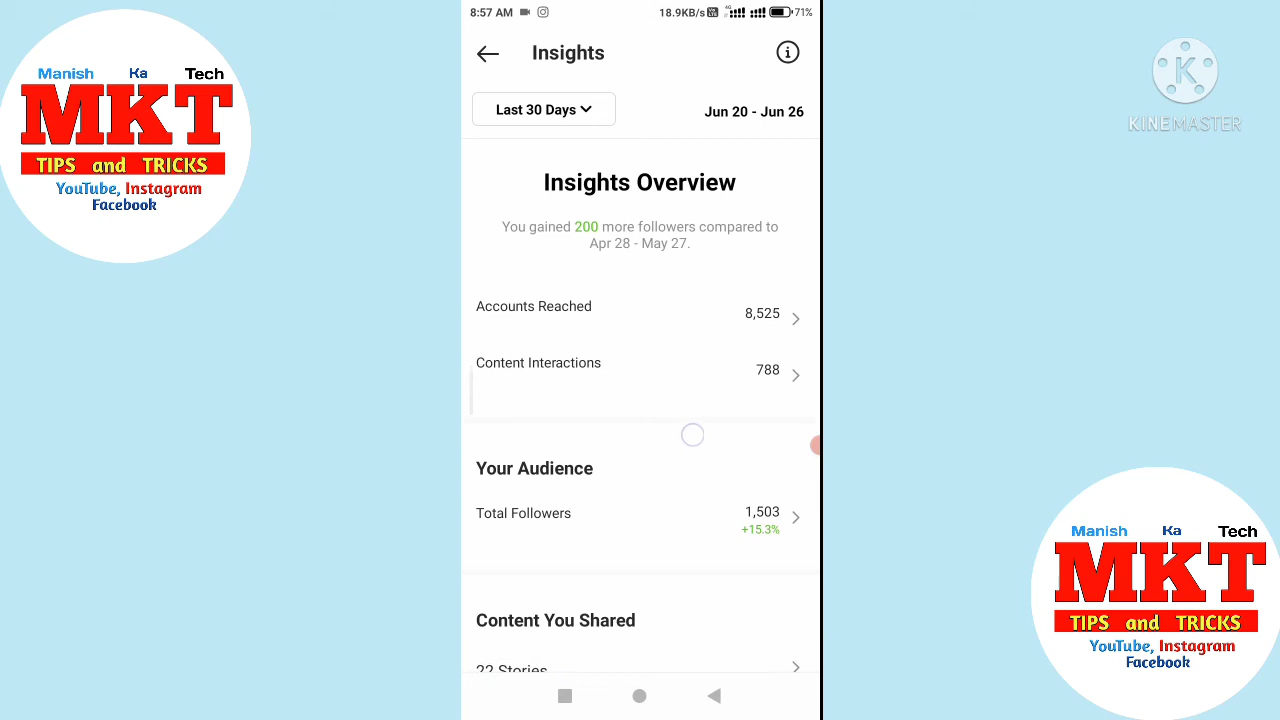 Manish Ka Tech
MKT
TIPS and TRICKS
YouTube, Instagram
Facebook
8:57 AM
18.9KB/s
4G
71%
Insights
Last 30 Days
Jun 20 - Jun 26
Insights Overview
You gained 200 more followers compared to
Apr 28 - May 27.
Accounts Reached
8,525
Content Interactions
788
Your Audience
Total Followers
1,503
+15.3%
Content You Shared
22 Stories
K
KINEMASTER
Manish Ka Tech
MKT
TIPS and TRICKS
YouTube, Instagram
Facebook